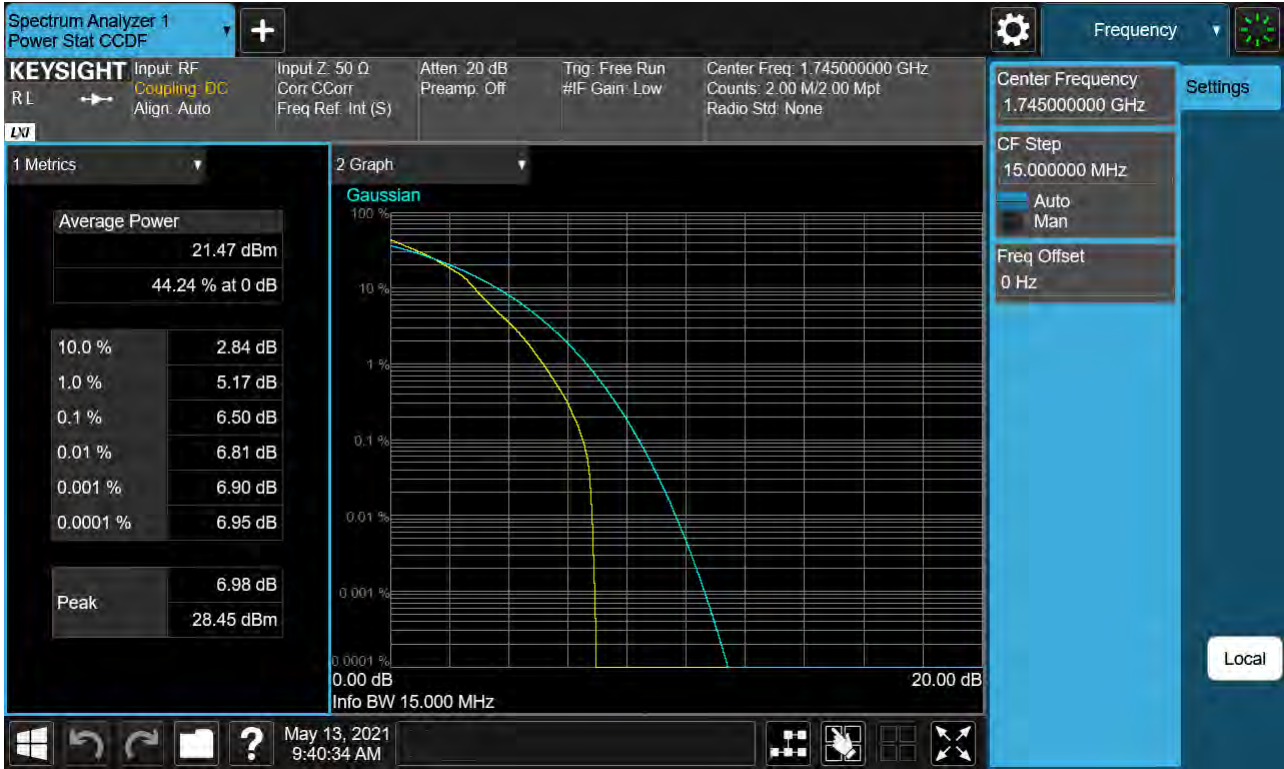 Spectrum Analyzer 1
Power Stat CCDF
Frequency
KEYSIGHT
RL
LXI
Input: RF
Coupling: DC
Align: Auto
Input Z: 50 Ω
Corr CCorr
Freq Ref: Int (S)
Atten: 20 dB
Preamp: Off
Trig: Free Run
#IF Gain: Low
Center Freq: 1.745000000 GHz
Counts: 2.00 M/2.00 Mpt
Radio Std: None
Center Frequency
1.745000000 GHz
Settings
CF Step
15.000000 MHz
Auto
Man
Freq Offset
0 Hz
1 Metrics
Average Power
21.47 dBm
44.24 % at 0 dB
10.0 % 2.84 dB
1.0 % 5.17 dB
0.1 % 6.50 dB
0.01 % 6.81 dB
0.001 % 6.90 dB
0.0001 % 6.95 dB
Peak
6.98 dB
28.45 dBm
2 Graph
Gaussian
100 %
10 %
1 %
0.1 %
0.01 %
0.001 %
0.0001 %
0.00 dB 20.00 dB
Info BW 15.000 MHz
Local
May 13, 2021
9:40:34 AM